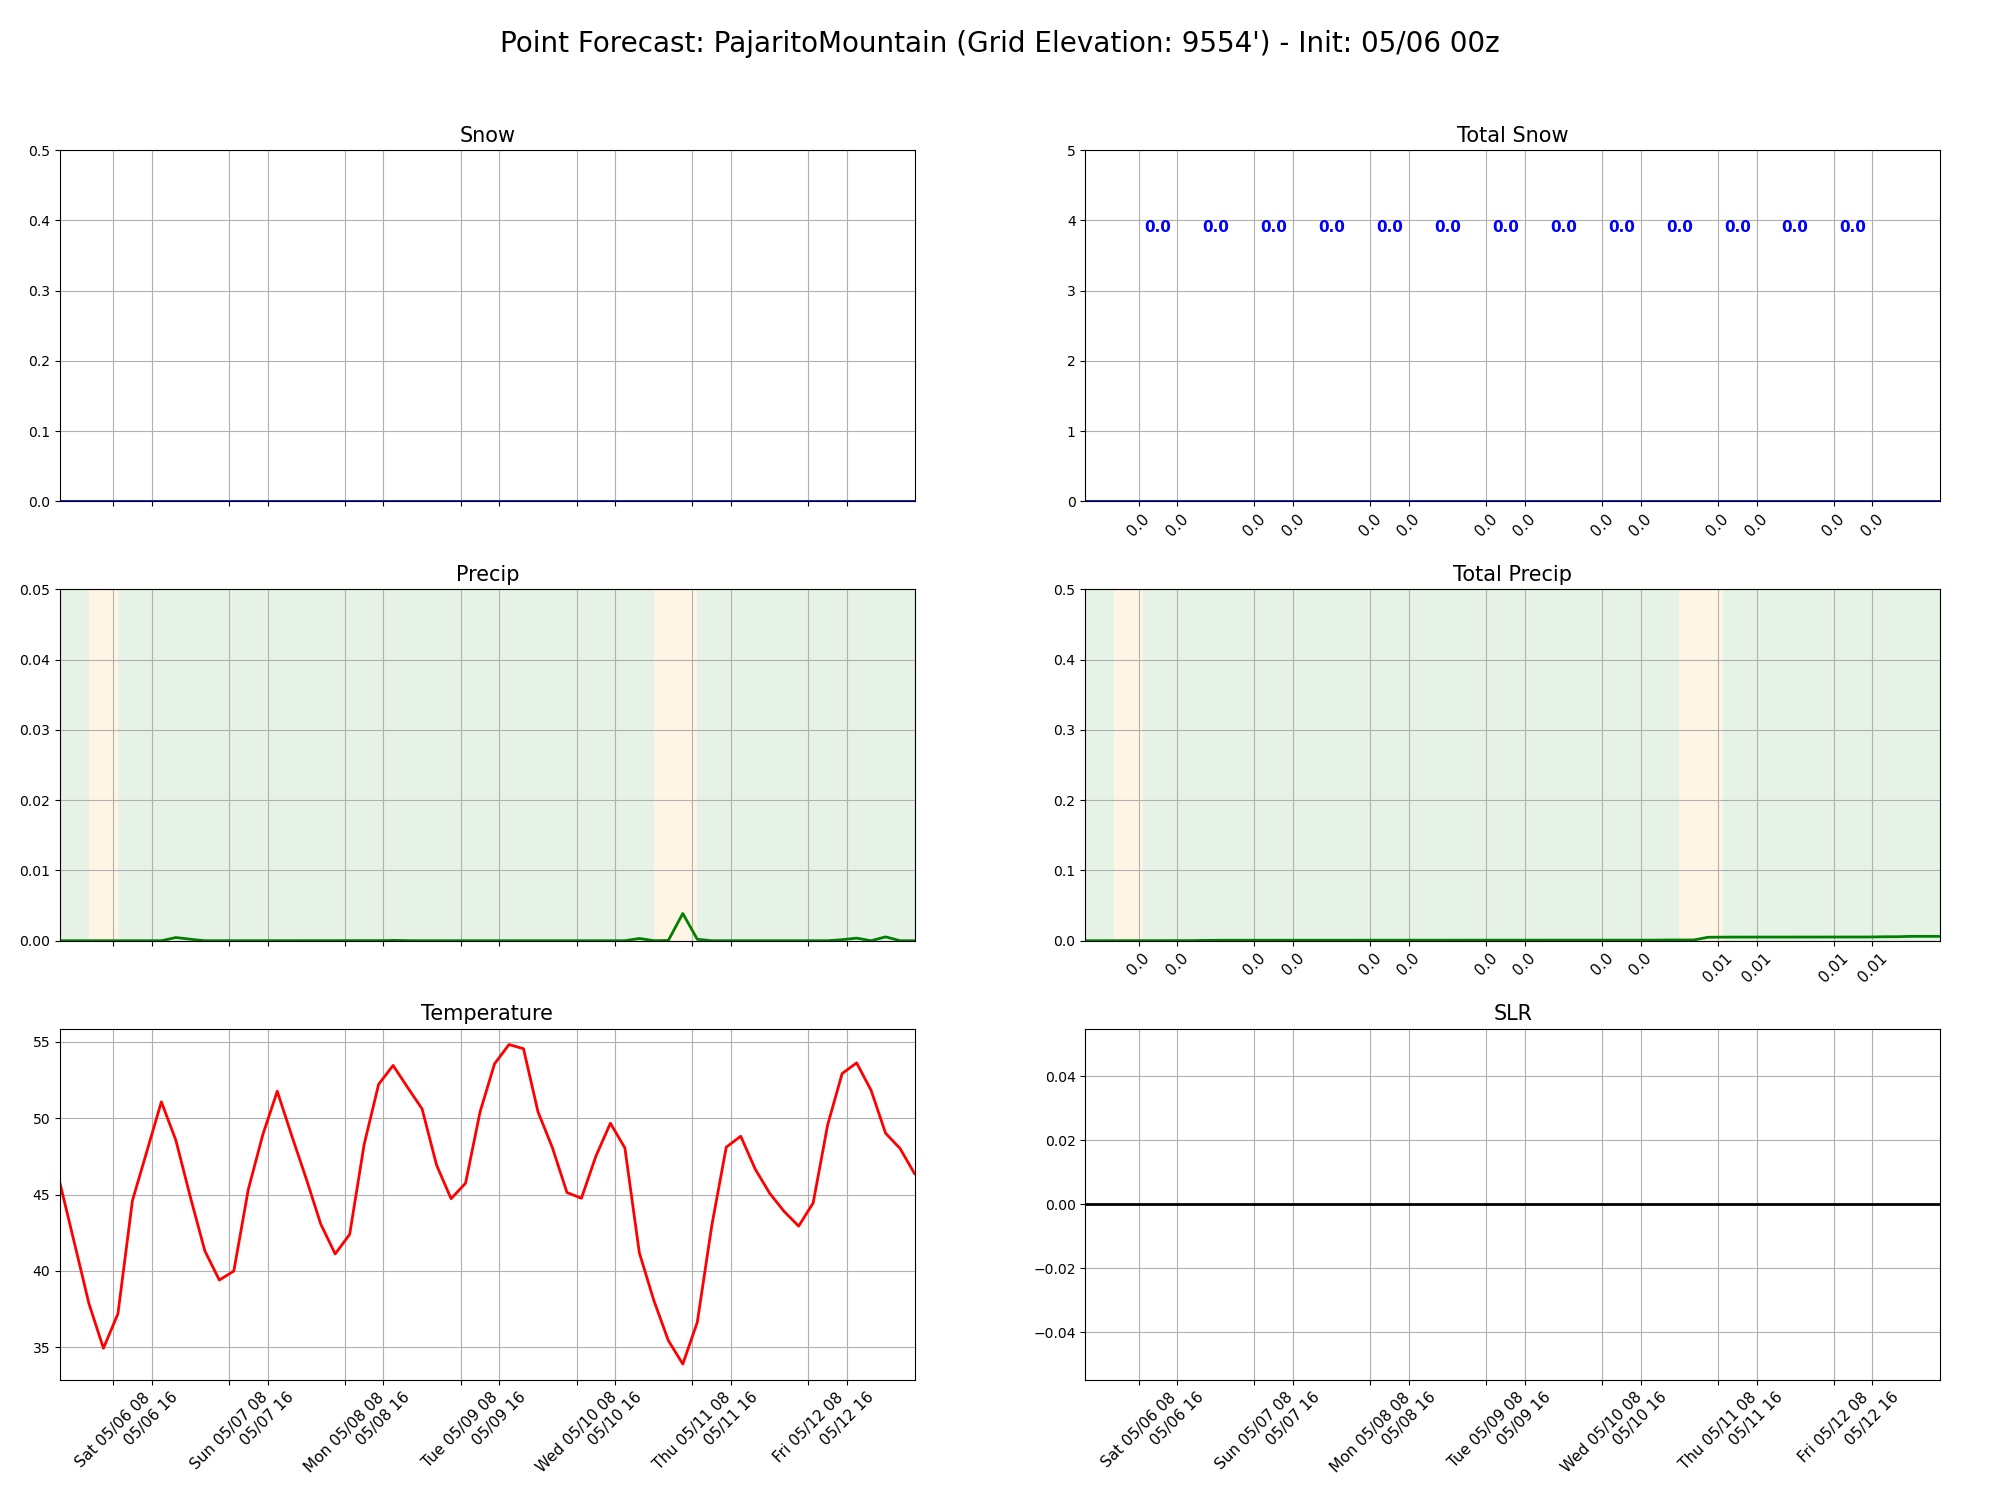 Point Forecast: PajaritoMountain (Grid Elevation: 9554') - Init: 05/06 00z
Snow
0.5
0.4
0.3
0.2
0.1
0.0
Total Snow
5
4
3
2
1
0
0.0 0.0 0.0 0.0 0.0 0.0 0.0 0.0 0.0 0.0 0.0 0.0 0.0
0.0 0.0 0.0 0.0 0.0 0.0 0.0 0.0 0.0 0.0 0.0 0.0 0.0 0.0
Precip
0.05
0.04
0.03
0.02
0.01
0.00
Total Precip
0.5
0.4
0.3
0.2
0.1
0.0
0.0 0.0 0.0 0.0 0.0 0.0 0.0 0.0 0.0 0.0 0.01 0.01 0.01 0.01
Temperature
55
50
45
40
35
Sat 05/06 08
05/06 16
Sun 05/07 08
05/07 16
Mon 05/08 08
05/08 16
Tue 05/09 08
05/09 16
Wed 05/10 08
05/10 16
Thu 05/11 08
05/11 16
Fri 05/12 08
05/12 16
SLR
0.04
0.02
0.00
−0.02
−0.04
Sat 05/06 08
05/06 16
Sun 05/07 08
05/07 16
Mon 05/08 08
05/08 16
Tue 05/09 08
05/09 16
Wed 05/10 08
05/10 16
Thu 05/11 08
05/11 16
Fri 05/12 08
05/12 16